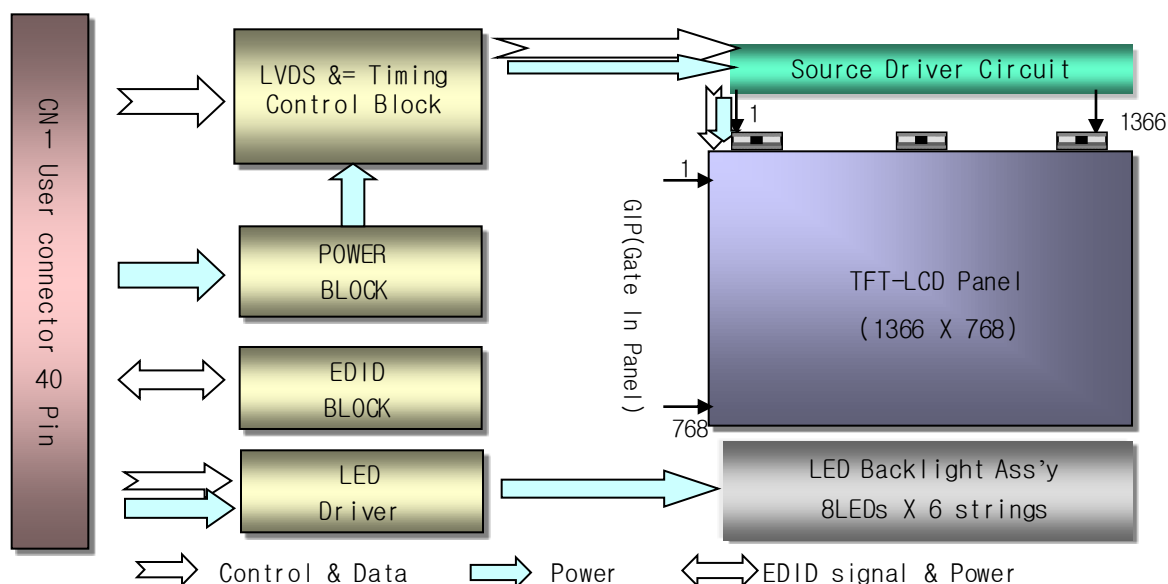 CN-1 User connector 40 Pin
LVDS &= Timing
Control Block
Source Driver Circuit
1
1366
1
GIP(Gate In Panel)
768
POWER
BLOCK
TFT-LCD Panel
(1366 X 768)
EDID
BLOCK
LED
Driver
LED Backlight Ass'y
8LEDs X 6 strings
Control & Data
Power
EDID signal & Power